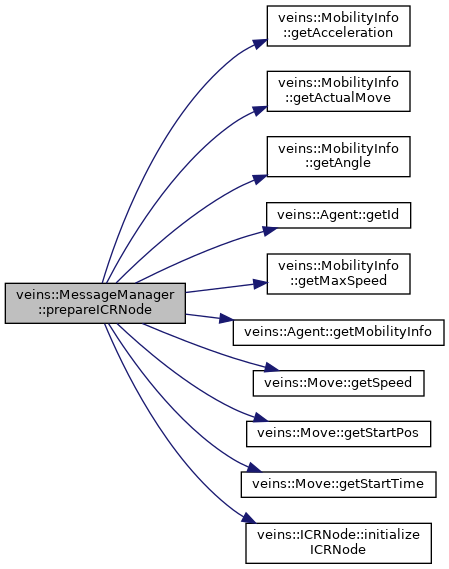 veins::MobilityInfo
::getAcceleration
veins::MobilityInfo
::getActualMove
veins::MobilityInfo
::getAngle
veins::Agent::getId
veins::MobilityInfo
::getMaxSpeed
veins::MessageManager
::prepareICRNode
veins::Agent::getMobilityInfo
veins::Move::getSpeed
veins::Move::getStartPos
veins::Move::getStartTime
veins::ICRNode::initialize
ICRNode